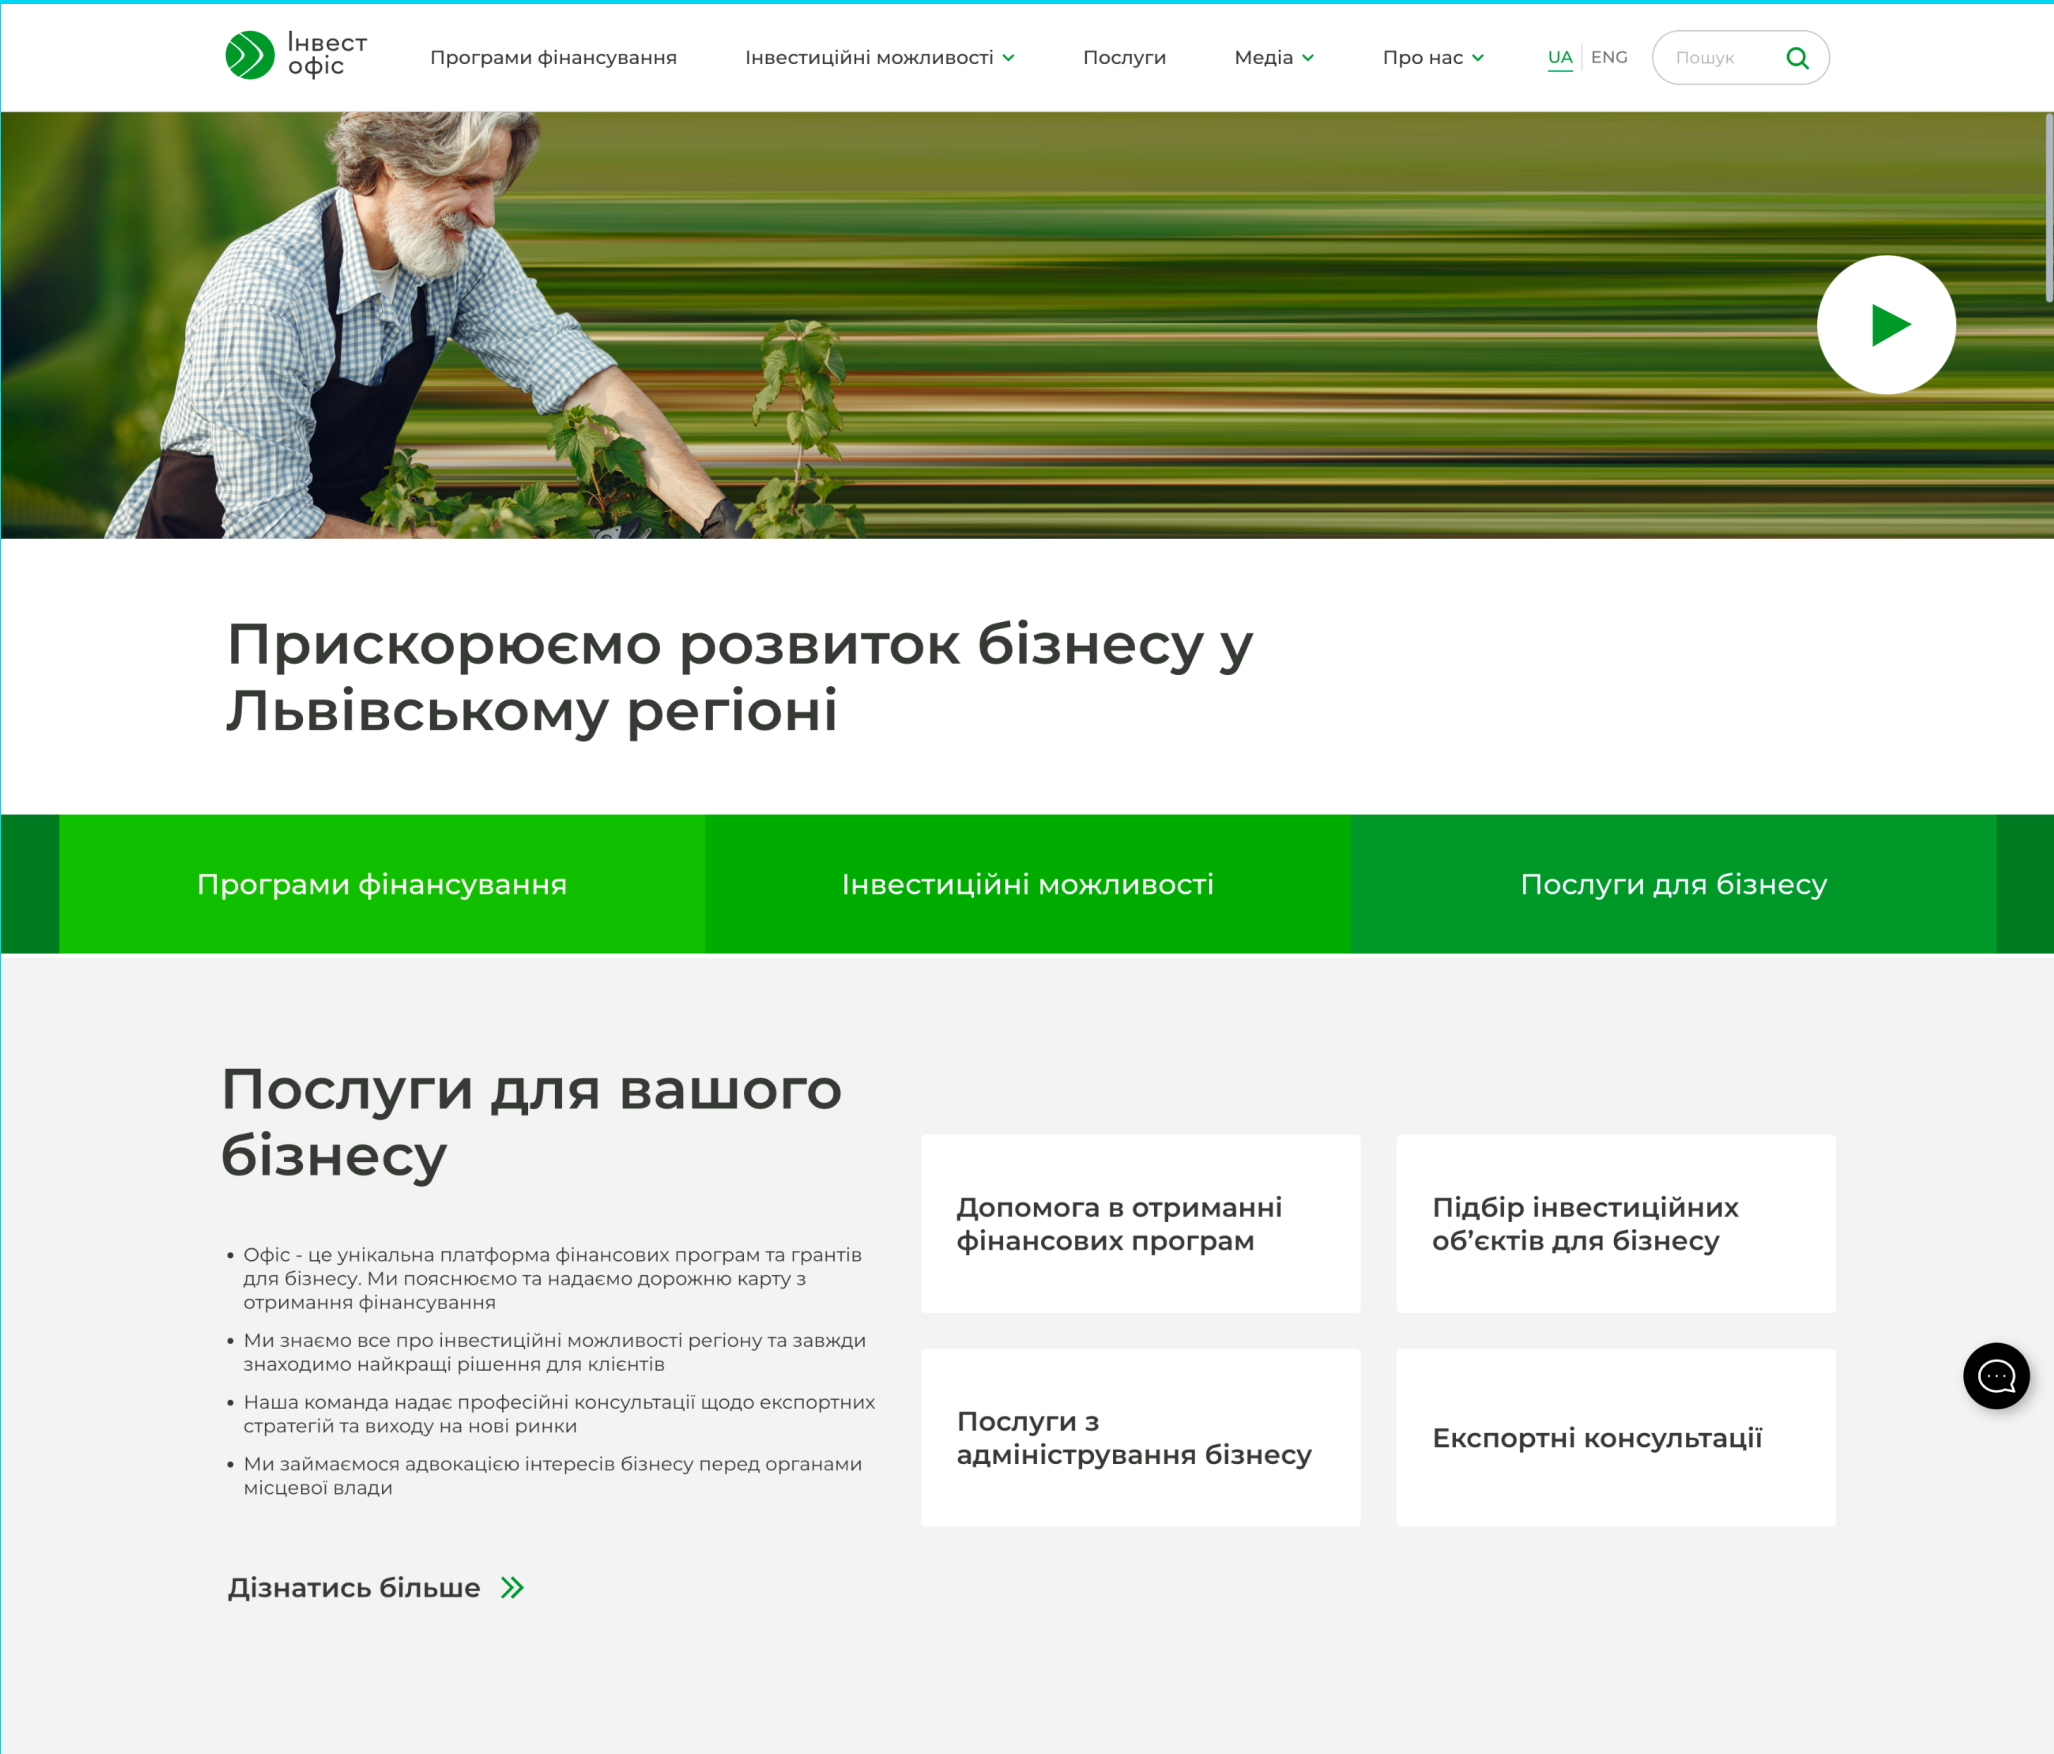 Інвест
офіс
Програми фінансування
Інвестиційні можливості
Послуги
Медіа
Про нас
UA
ENG
Пошук
Прискорюємо розвиток бізнесу у
Львівському регіоні
Програми фінансування
Інвестиційні можливості
Послуги для бізнесу
Послуги для вашого
бізнесу
• Офіс - це унікальна платформа фінансових програм та грантів
для бізнесу. Ми пояснюємо та надаємо дорожню карту з
отримання фінансування
• Ми знаємо все про інвестиційні можливості регіону та завжди
знаходимо найкращі рішення для клієнтів
• Наша команда надає професійні консультації щодо експортних
стратегій та виходу на нові ринки
• Ми займаємося адвокацією інтересів бізнесу перед органами
місцевої влади
Дізнатись більше
Допомога в отриманні
фінансових програм
Підбір інвестиційних
об’єктів для бізнесу
Послуги з
адміністрування бізнесу
Експортні консультації